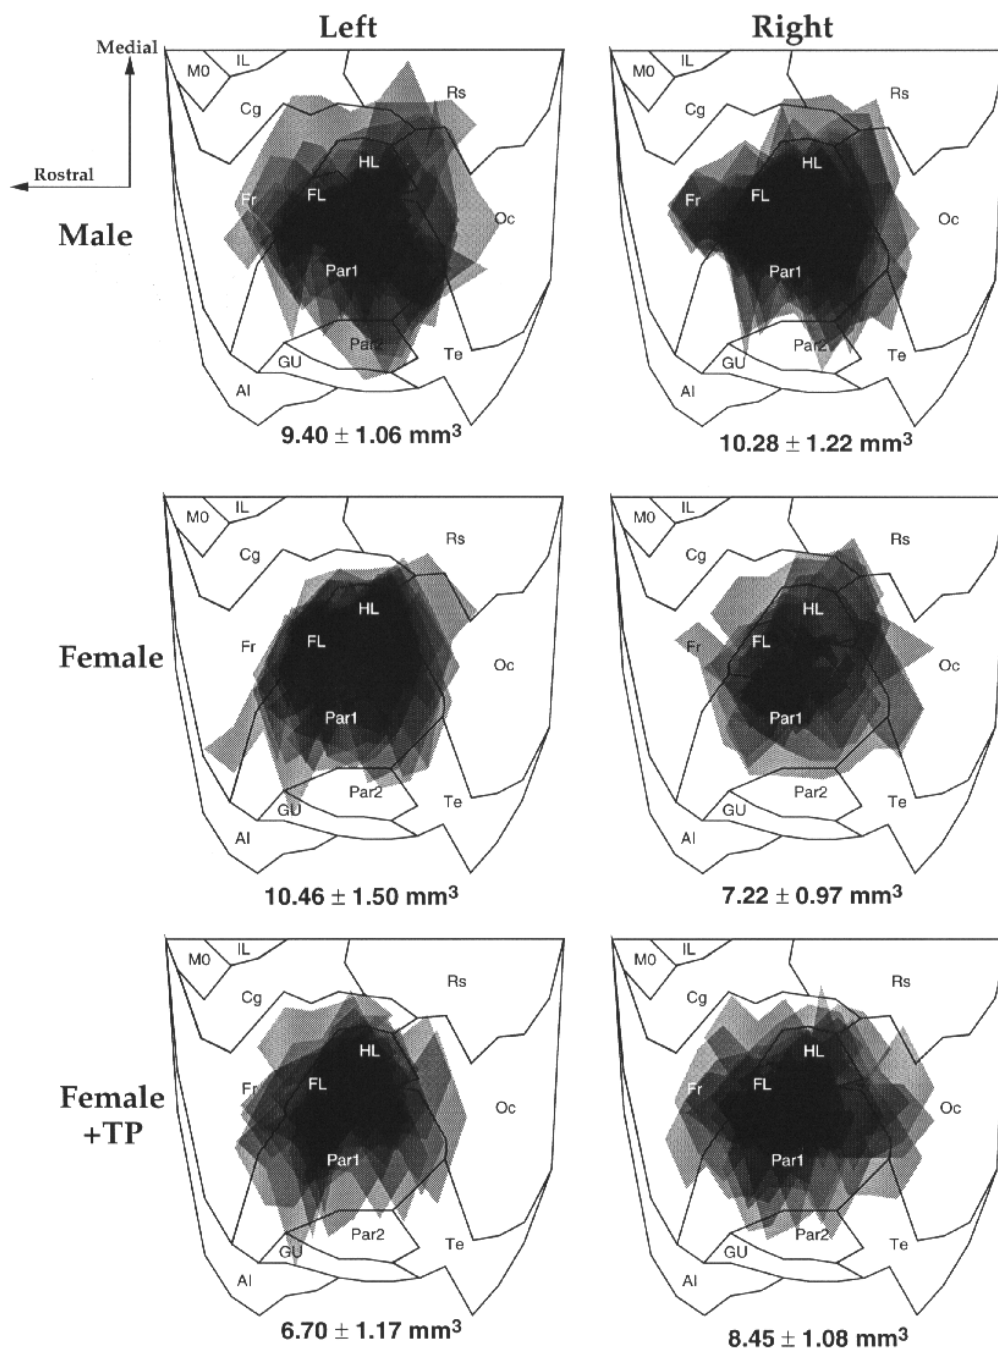 Left Right
Medial
Rostral
Male
M0 IL Cg Rs
HL
Fr FL Oc
Par1
Par2
GU Te
AI
9.40 ± 1.06 mm³
M0 IL Cg Rs
HL
Fr FL Oc
Par1
Par2
GU Te
AI
10.28 ± 1.22 mm³
Female
M0 IL Cg Rs
HL
Fr FL Oc
Par1
Par2
GU Te
AI
10.46 ± 1.50 mm³
M0 IL Cg Rs
HL
Fr FL Oc
Par1
Par2
GU Te
AI
7.22 ± 0.97 mm³
Female
+TP
M0 IL Cg Rs
HL
Fr FL Oc
Par1
Par2
GU Te
AI
6.70 ± 1.17 mm³
M0 IL Cg Rs
HL
Fr FL Oc
Par1
Par2
GU Te
AI
8.45 ± 1.08 mm³